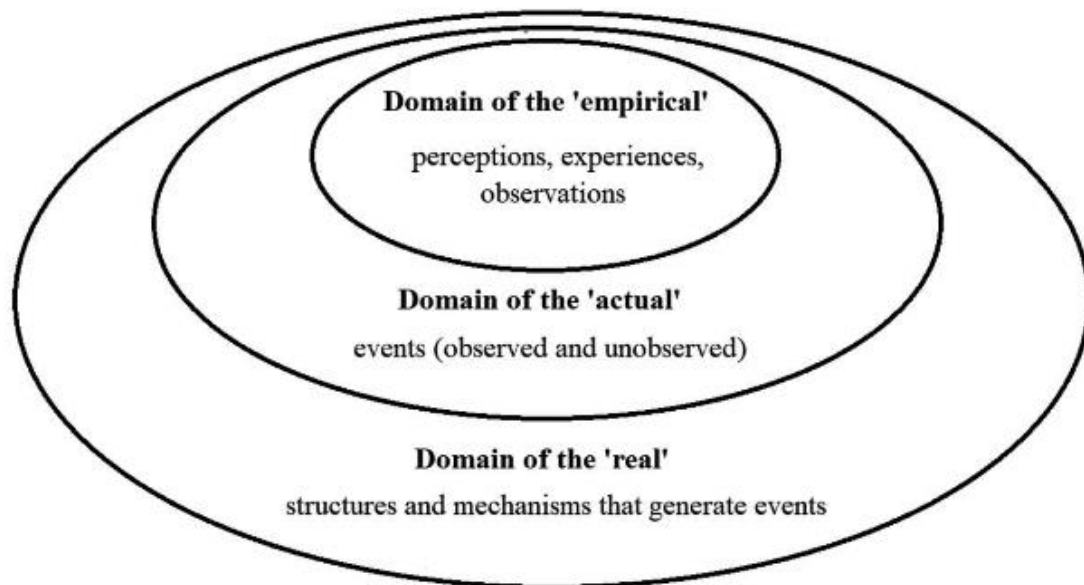 Domain of the 'empirical'
perceptions, experiences,
observations
Domain of the 'actual'
events (observed and unobserved)
Domain of the 'real'
structures and mechanisms that generate events